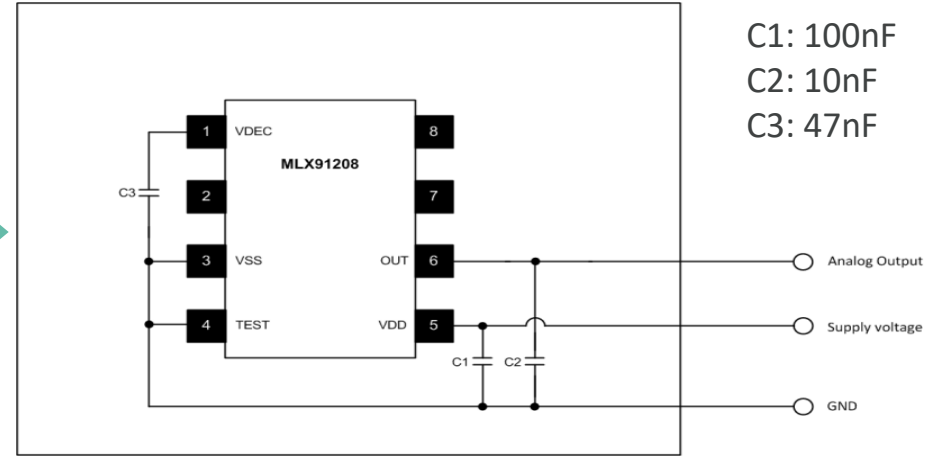 C1: 100nF
C2: 10nF
C3: 47nF
1 VDEC 8
MLX91208
C3 2 7
3 VSS OUT 6 Analog Output
4 TEST VDD 5 Supply voltage
C1 C2
GND